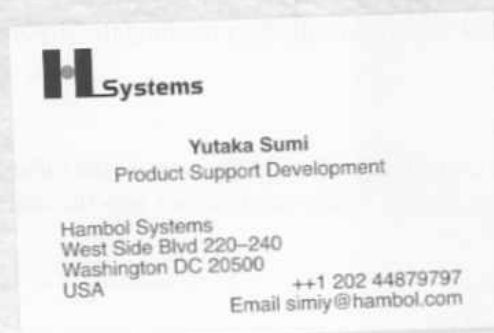 HL Systems
Yutaka Sumi
Product Support Development
Hambol Systems
West Side Blvd 220–240
Washington DC 20500
USA
++1 202 44879797
Email simiy@hambol.com